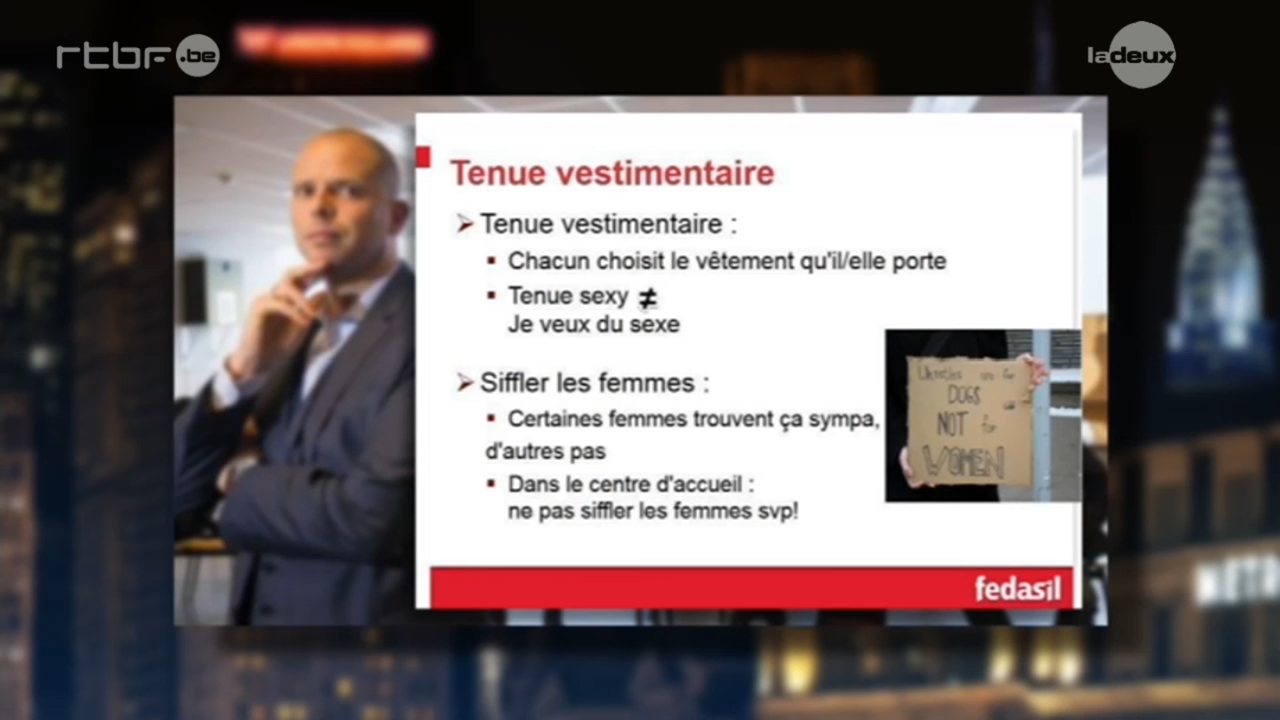 rtbf.be
ladeux
Tenue vestimentaire
➢ Tenue vestimentaire :
▪ Chacun choisit le vêtement qu'il/elle porte
▪ Tenue sexy ≠
Je veux du sexe
➢ Siffler les femmes :
▪ Certaines femmes trouvent ça sympa,
d'autres pas
▪ Dans le centre d'accueil :
ne pas siffler les femmes svp!
DOGS
NOT for
WOMEN
fedasil